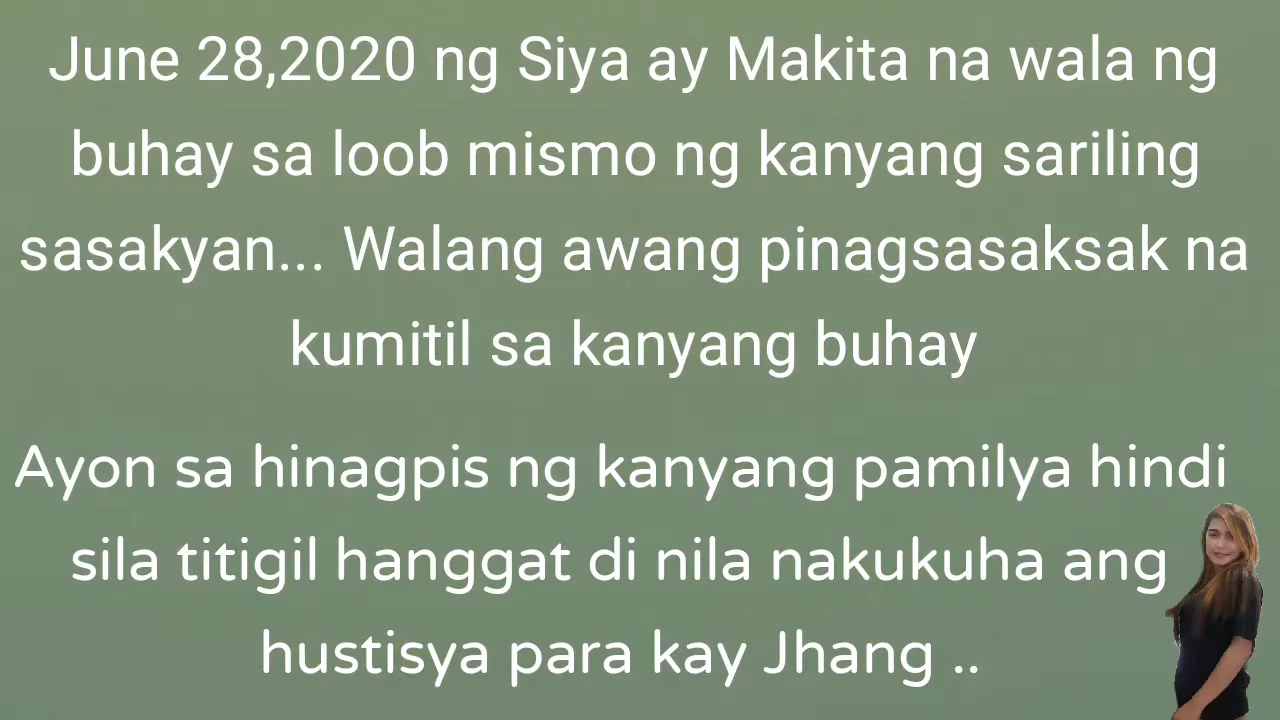 June 28,2020 ng Siya ay Makita na wala ng
buhay sa loob mismo ng kanyang sariling
sasakyan... Walang awang pinagsasaksak na
kumitil sa kanyang buhay
Ayon sa hinagpis ng kanyang pamilya hindi
sila titigil hanggat di nila nakukuha ang
hustisya para kay Jhang ..